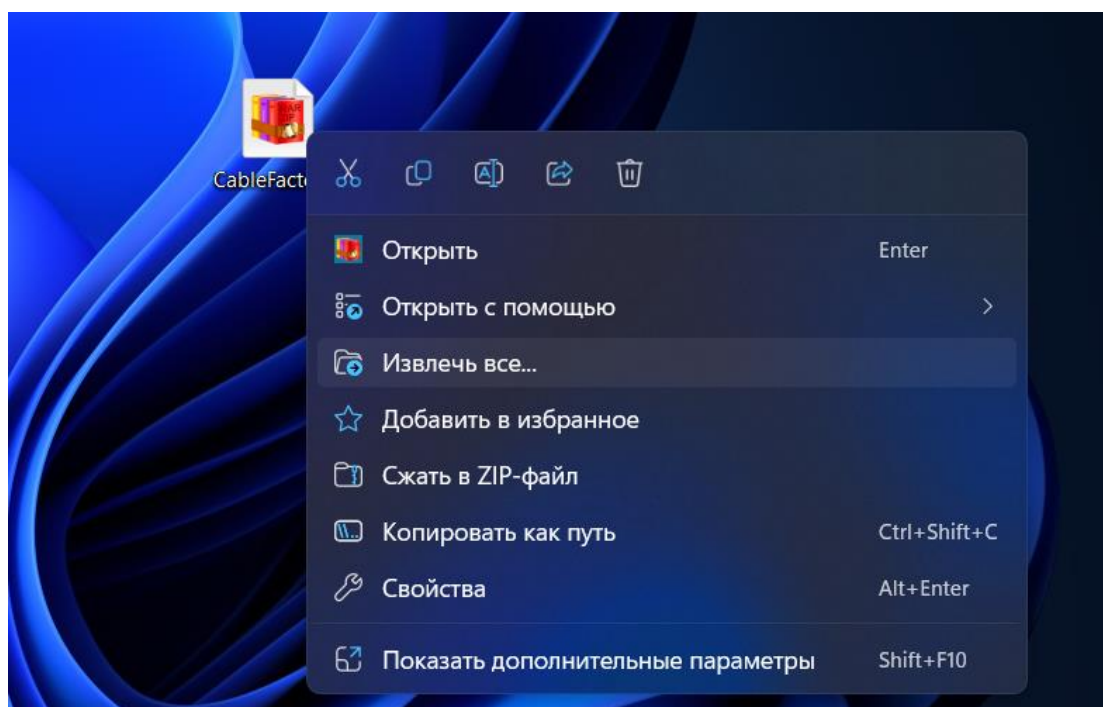 CableFact
Открыть Enter
Открыть с помощью
Извлечь все...
Добавить в избранное
Сжать в ZIP-файл
Копировать как путь Ctrl+Shift+C
Свойства Alt+Enter
Показать дополнительные параметры Shift+F10